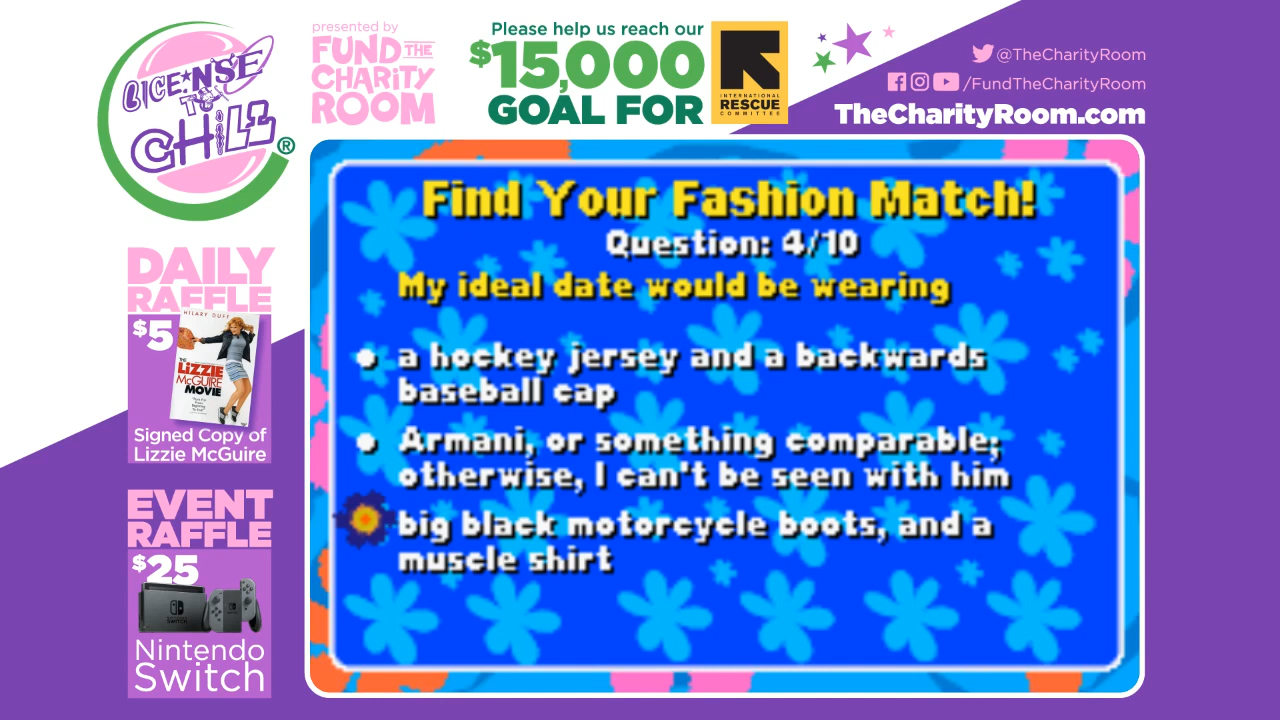 LICENSE
TO
CHILL
®
presented by
FUND THE
CHARITY
ROOM
Please help us reach our
$15,000
GOAL FOR
INTERNATIONAL
RESCUE
COMMITTEE
@TheCharityRoom
/FundTheCharityRoom
TheCharityRoom.com
DAILY
RAFFLE
$5
HILARY DUFF
THE
LIZZIE
McGUIRE
MOVIE
Signed Copy of
Lizzie McGuire
EVENT
RAFFLE
$25
NINTENDO
SWITCH
Nintendo
Switch
Find Your Fashion Match!
Question: 4/10
My ideal date would be wearing
a hockey jersey and a backwards
baseball cap
Armani, or something comparable;
otherwise, I can't be seen with him
big black motorcycle boots, and a
muscle shirt